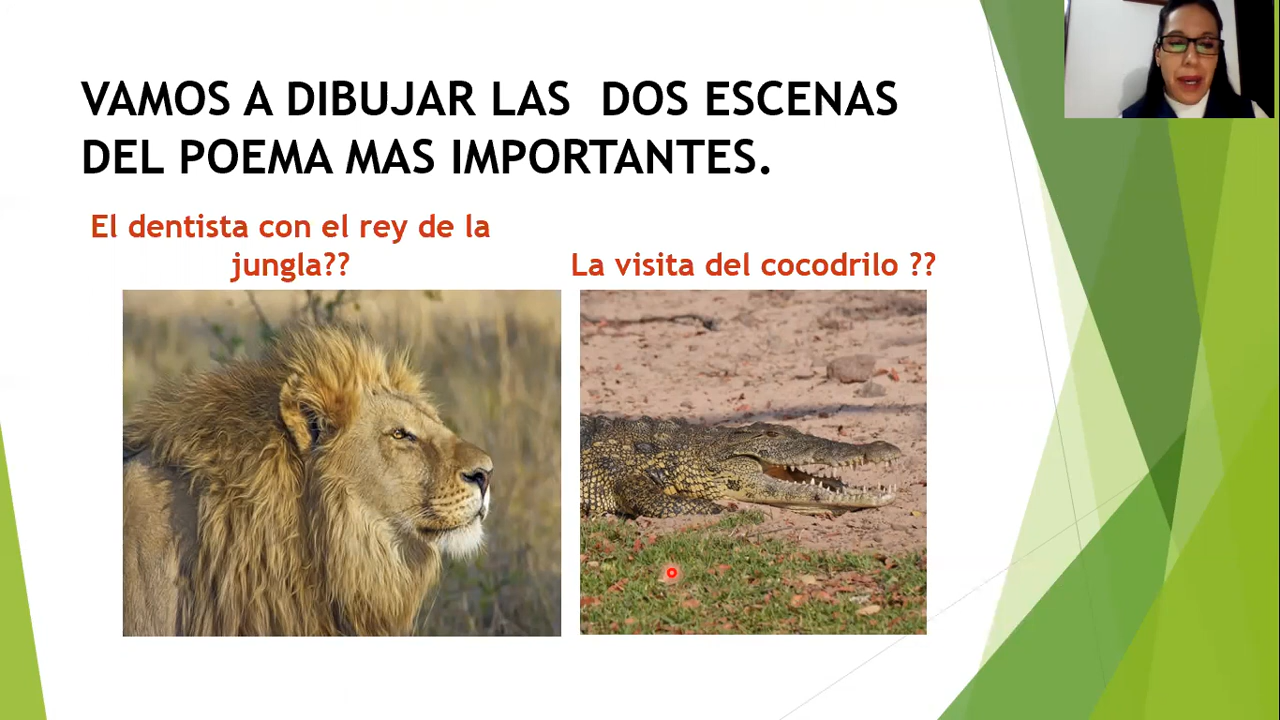 VAMOS A DIBUJAR LAS DOS ESCENAS
DEL POEMA MAS IMPORTANTES.
El dentista con el rey de la
jungla??
La visita del cocodrilo ??